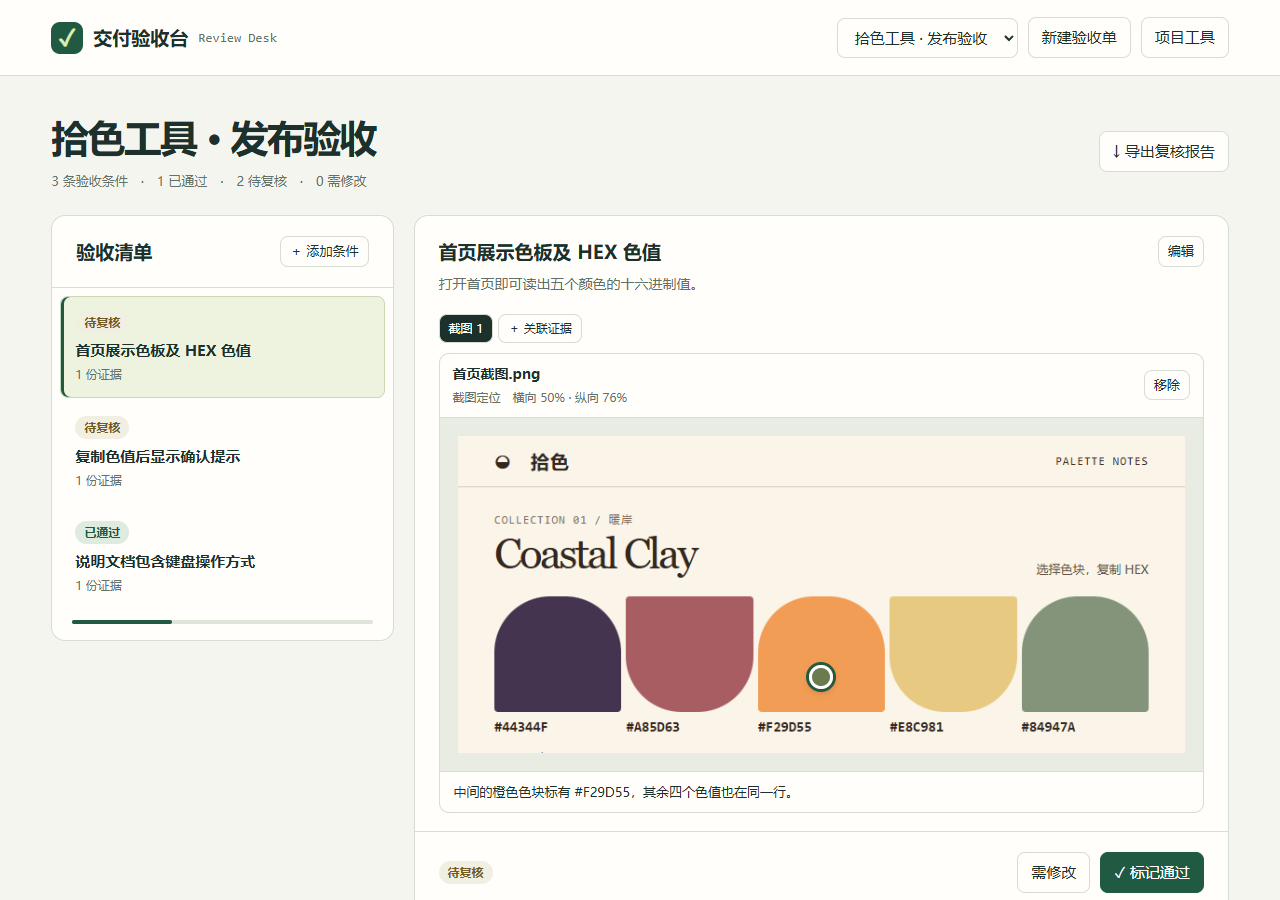 ✓ 交付验收台 Review Desk 拾色工具 · 发布验收 新建验收单 项目工具
拾色工具 · 发布验收
3 条验收条件 · 1 已通过 · 2 待复核 · 0 需修改
↓ 导出复核报告
验收清单
+ 添加条件
待复核
首页展示色板及 HEX 色值
1 份证据
待复核
复制色值后显示确认提示
1 份证据
已通过
说明文档包含键盘操作方式
1 份证据
首页展示色板及 HEX 色值
编辑
打开首页即可读出五个颜色的十六进制值。
截图 1 + 关联证据
首页截图.png
截图定位 横向 50% · 纵向 76%
移除
拾色 PALETTE NOTES
COLLECTION 01 / 暖岸
Coastal Clay
选择色块，复制 HEX
#44344F #A85D63 #F29D55 #E8C981 #84947A
中间的橙色色块标有 #F29D55，其余四个色值也在同一行。
待复核 需修改 ✓ 标记通过